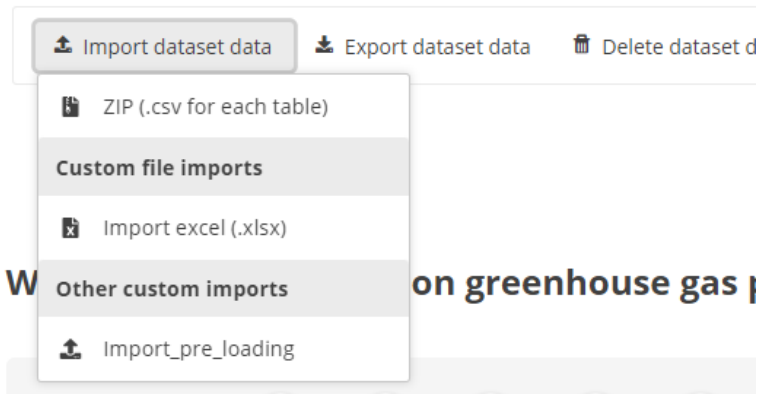 Import dataset data Export dataset data Delete dataset
ZIP (.csv for each table)
Custom file imports
Import excel (.xlsx)
on greenhouse gas
Other custom imports
Import_pre_loading